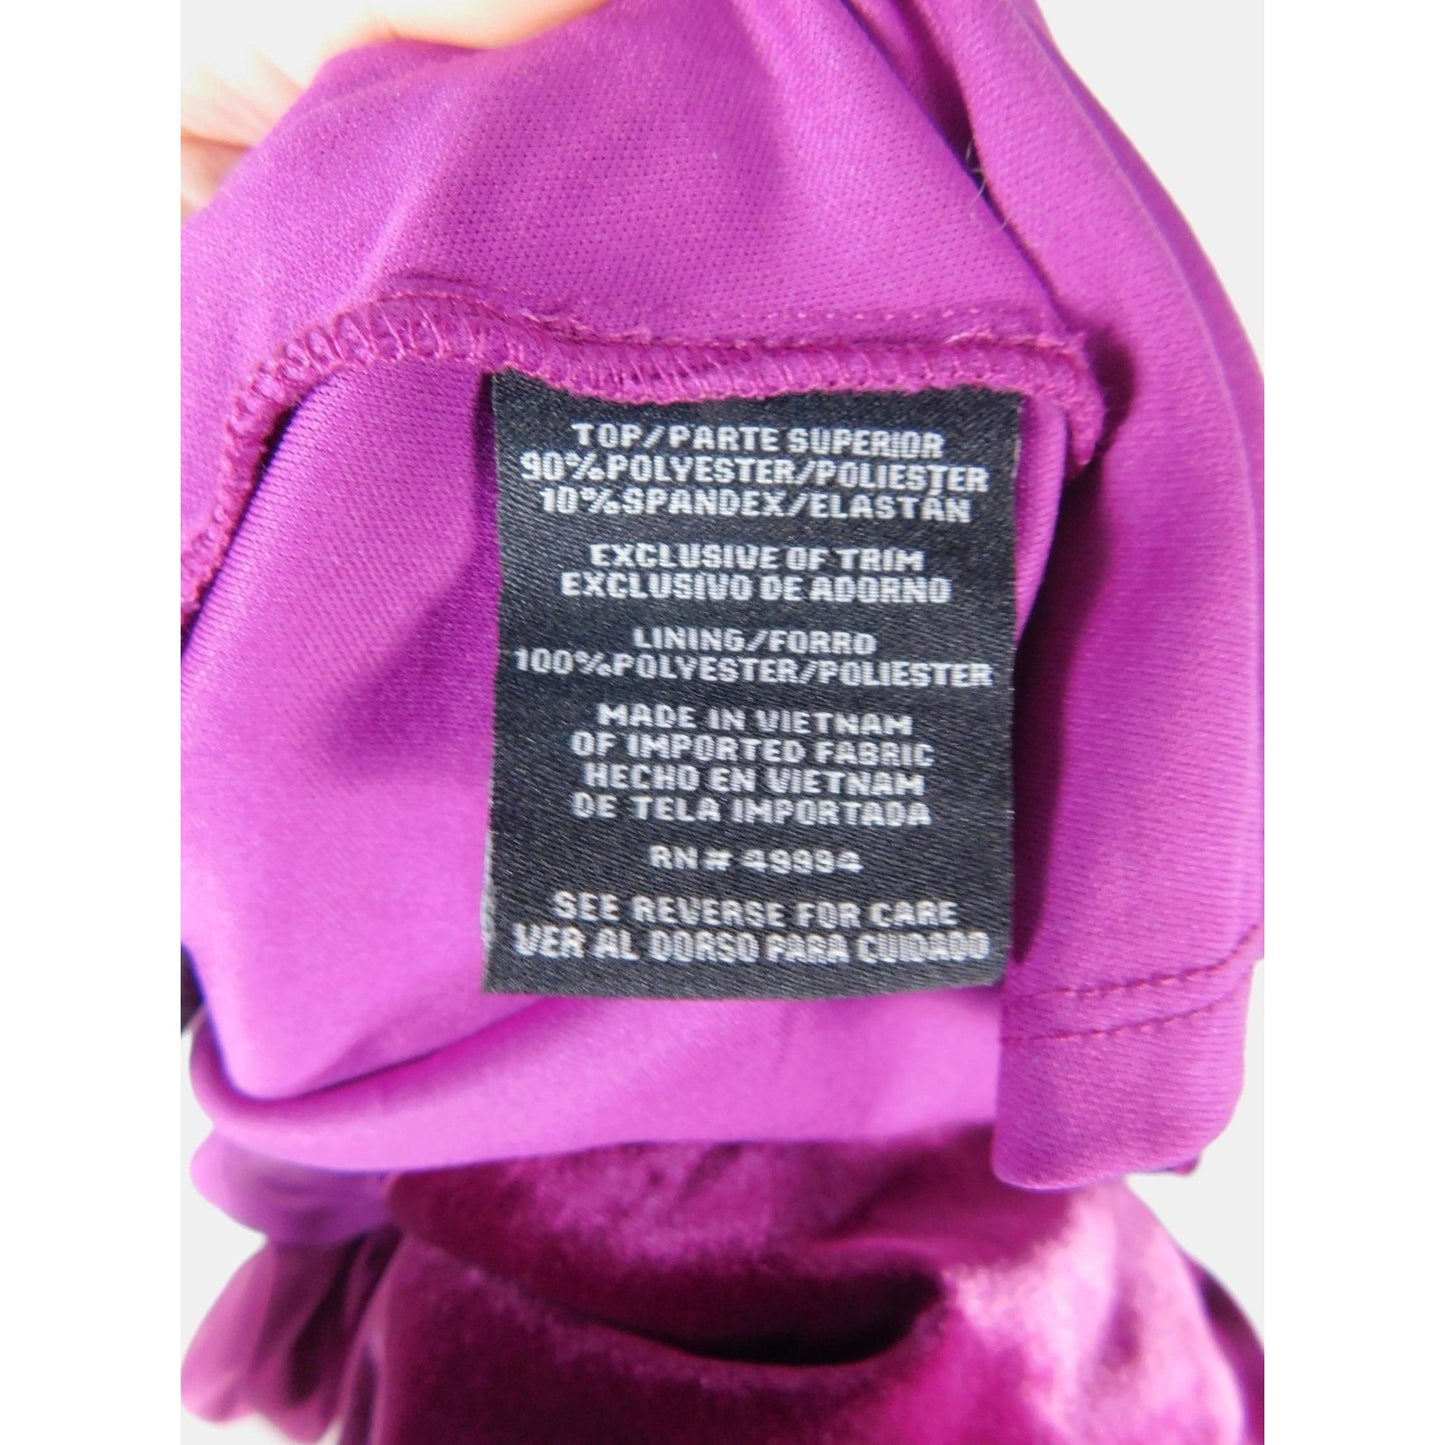 TOP/PARTE SUPERIOR
90%POLYESTER/POLIESTER
10%SPANDEX/ELASTÁN
EXCLUSIVE OF TRIM
EXCLUSIVO DE ADORNO
LINING/FORRO
100%POLYESTER/POLIESTER
MADE IN VIETNAM
OF IMPORTED FABRIC
HECHO EN VIETNAM
DE TELA IMPORTADA
RN# 49994
SEE REVERSE FOR CARE
VER AL DORSO PARA CUIDADO